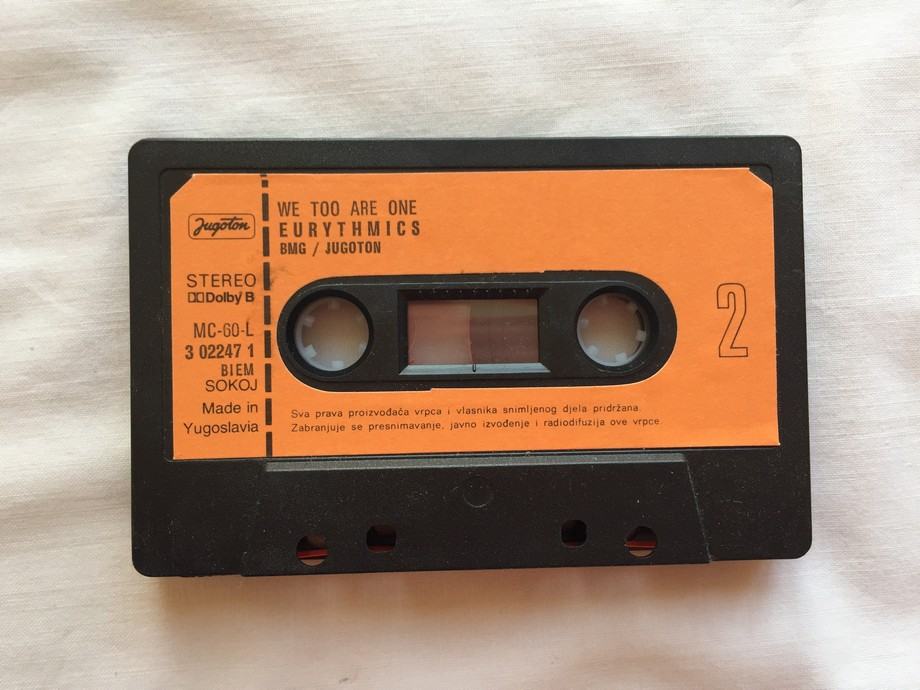 Jugoton
STEREO
Dolby B
MC-60-L
3 02247 1
BIEM
SOKOJ
Made in
Yugoslavia
WE TOO ARE ONE
EURYTHMICS
BMG / JUGOTON
2
Sva prava proizvođača vrpca i vlasnika snimljenog djela pridržana.
Zabranjuje se presnimavanje, javno izvođenje i radiodifuzija ove vrpce.